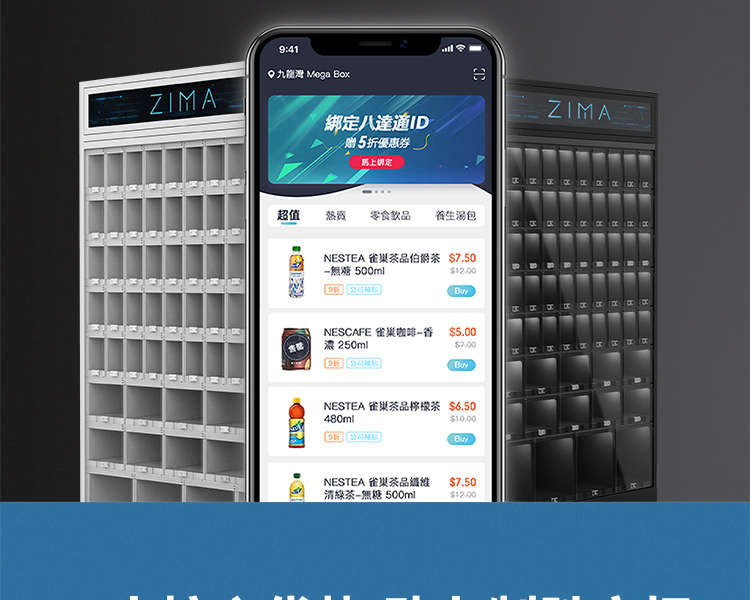 9:41
九龍灣 Mega Box
ZIMA
ZIMA
綁定八達通ID
贈5折優惠券
馬上綁定
超值
熱賣
零食飲品
養生湯包
NESTEA 雀巢茶品伯爵茶
-無糖 500ml
$7.50
$12.00
9折
公司補貼
Buy
NESCAFE 雀巢咖啡-香
濃 250ml
$5.00
$7.00
售罄
9折
公司補貼
Buy
NESTEA 雀巢茶品檸檬茶
480ml
$6.50
$10.00
9折
公司補貼
Buy
NESTEA 雀巢茶品纖維
清綠茶-無糖 500ml
$7.50
$12.00